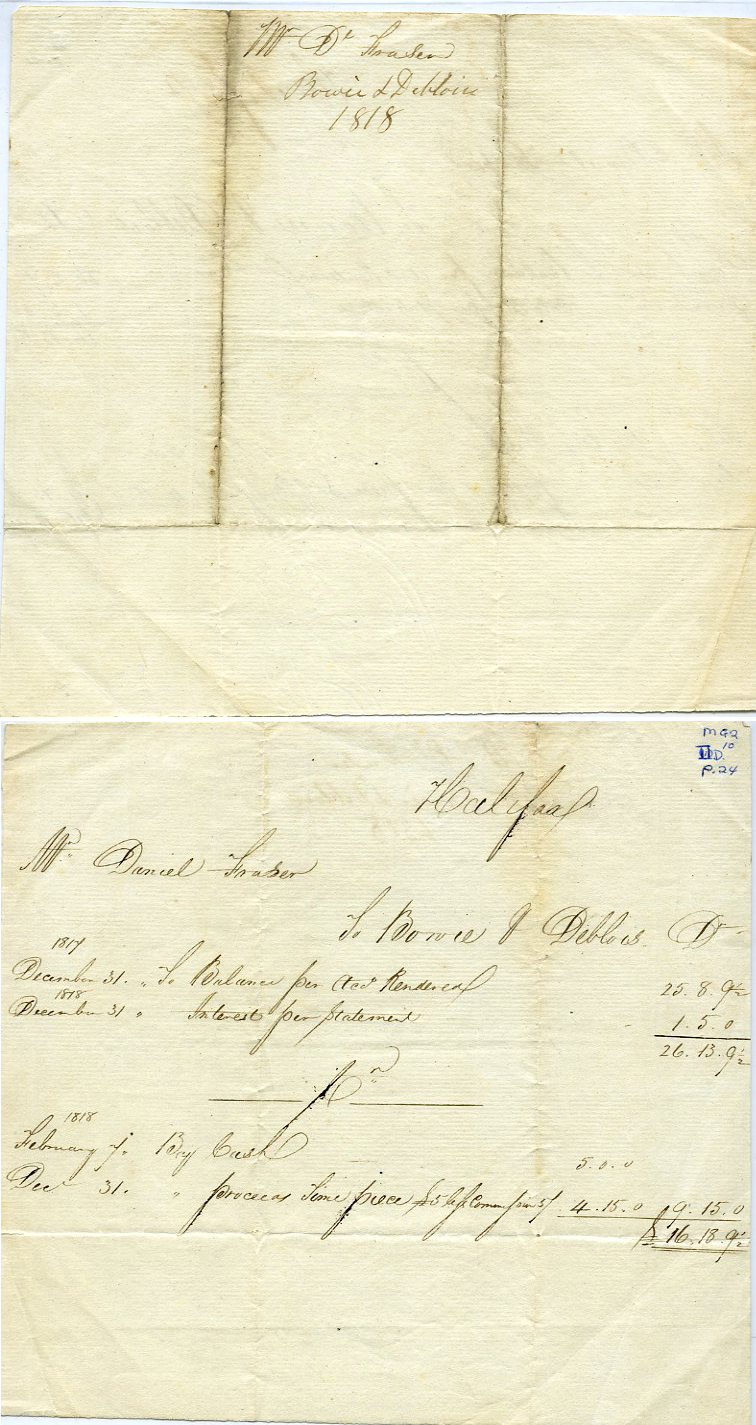 Mr. Dl. Fraser
Bowie & Deblois
1818
MG2
10
D.
P.24
Halifax
Mr. Daniel Fraser
To Bowie & Deblois Dr
1817
December 31. " To Balance per Acct Rendered 25.8.9½
1818
December 31 " Interest per Statement 1.5.0
26.13.9½
Cr
1818
February 7. By Cash 5.0.0
Decr 31. " proceeds Time piece £5 less Commn 5/ 4.15.0 9.15.0
£ 16.18.9½